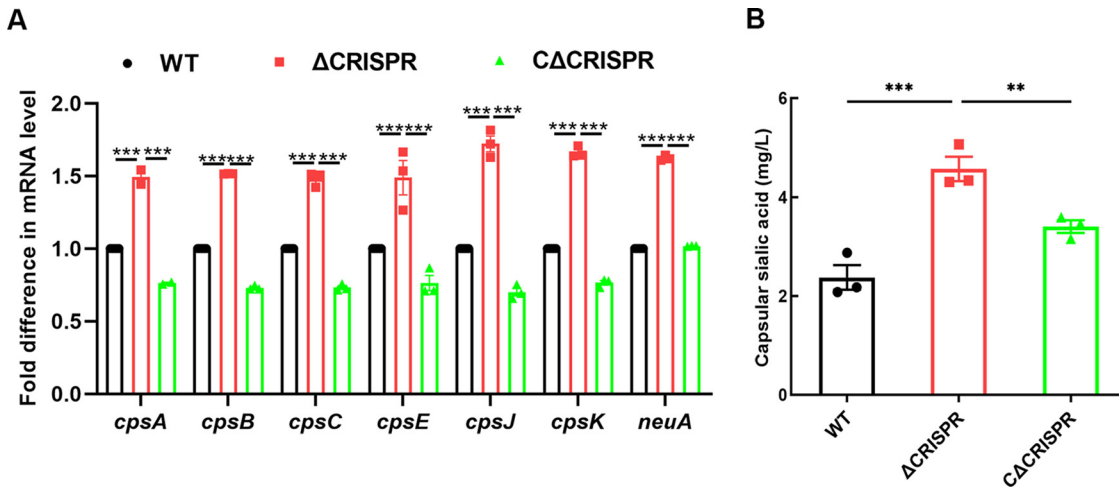 A
WT ΔCRISPR CΔCRISPR
Fold difference in mRNA level
2.0
1.5
1.0
0.5
0.0
*** *** *** *** *** *** *** *** *** *** *** *** *** ***
cpsA cpsB cpsC cpsE cpsJ cpsK neuA
B
Capsular sialic acid (mg/L)
6
4
2
0
*** **
WT ΔCRISPR CΔCRISPR